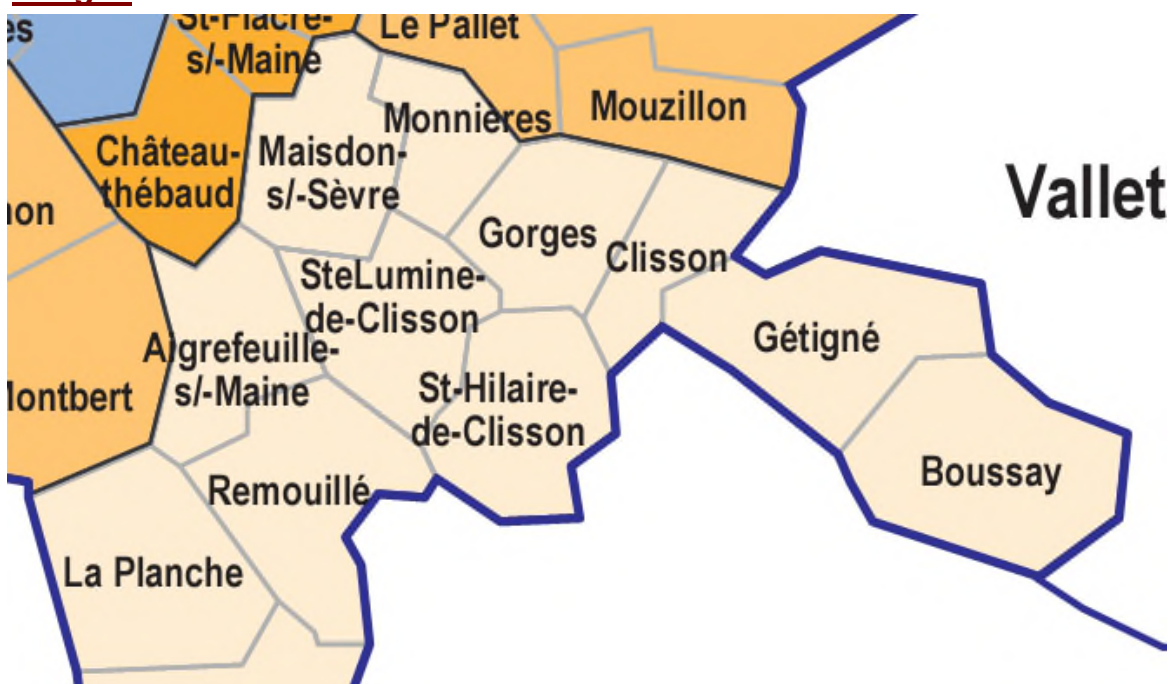 St-Fiacre-
s/-Maine
Le Pallet
Mouzillon
Monnières
Château-
thébaud
Maisdon-
s/-Sèvre
Vallet
Gorges
Clisson
SteLumine-
de-Clisson
Gétigné
Aigrefeuille-
s/-Maine
Montbert
St-Hilaire-
de-Clisson
Boussay
Remouillé
La Planche